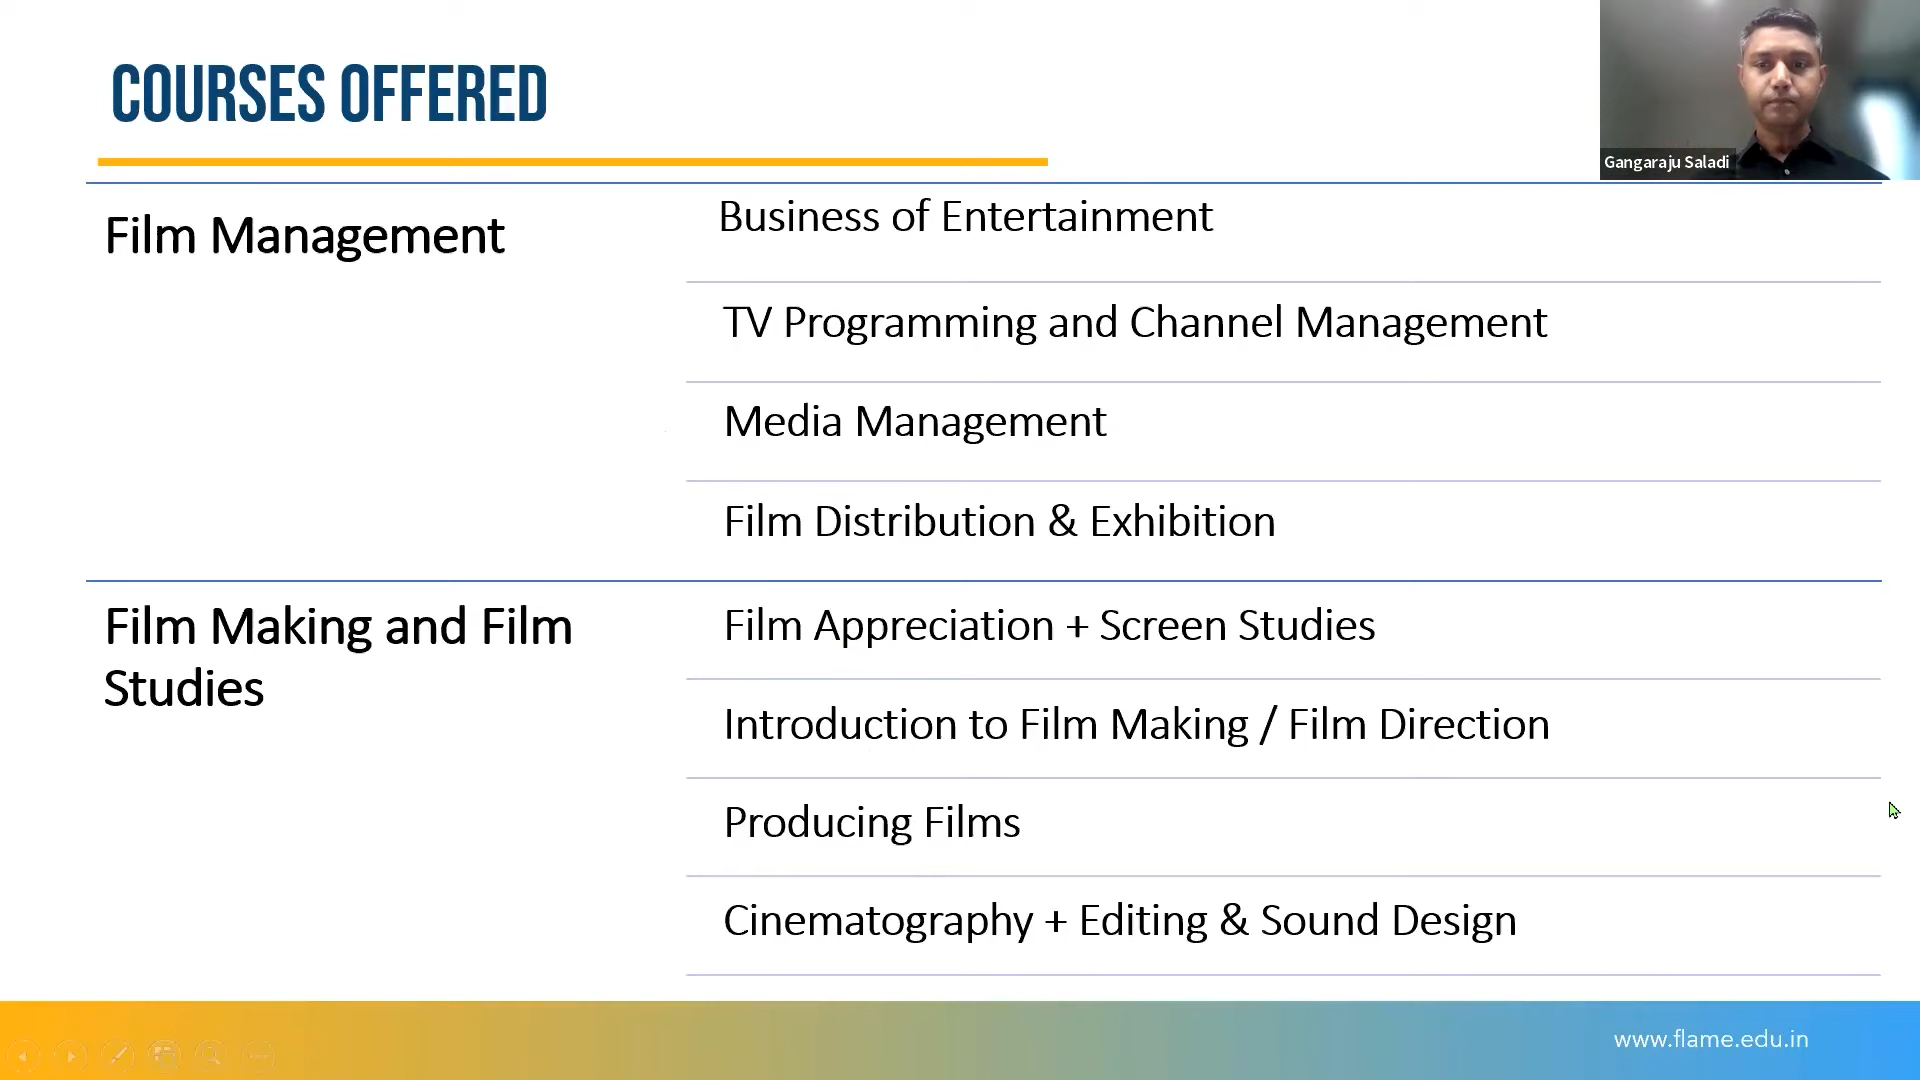 COURSES OFFERED
Gangaraju Saladi
Film Management
Business of Entertainment
TV Programming and Channel Management
Media Management
Film Distribution & Exhibition
Film Making and Film
Studies
Film Appreciation + Screen Studies
Introduction to Film Making / Film Direction
Producing Films
Cinematography + Editing & Sound Design
www.flame.edu.in